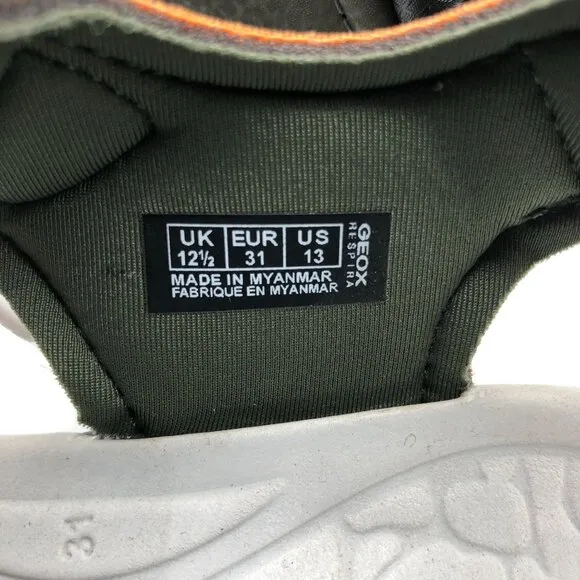 UK EUR US
12½ 31 13
MADE IN MYANMAR
FABRIQUE EN MYANMAR
GEOX
RESPIRA
31